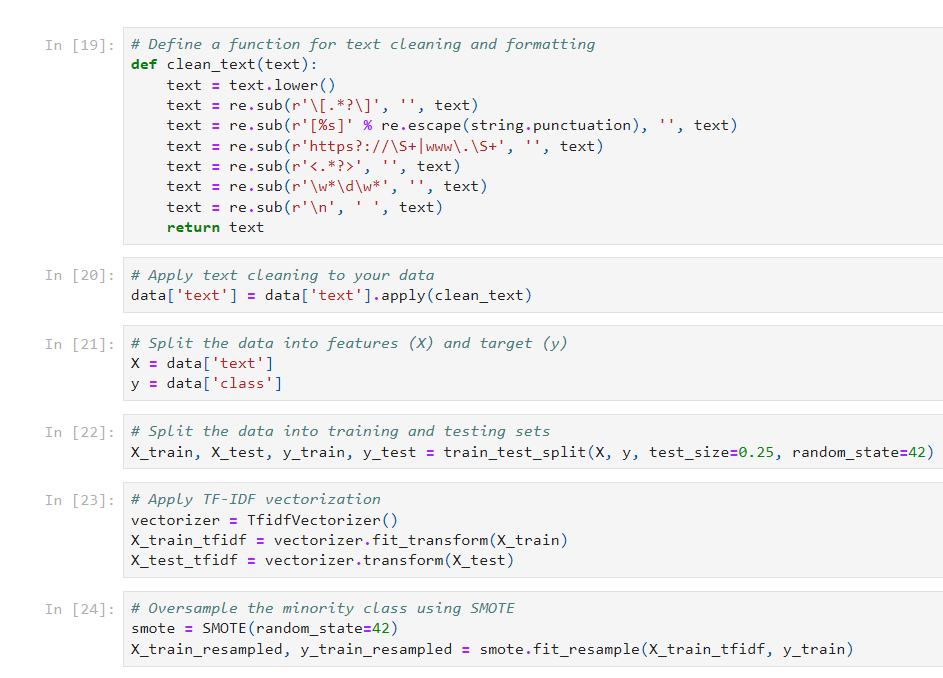 In [19]: # Define a function for text cleaning and formatting
def clean_text(text):
    text = text.lower()
    text = re.sub(r'\[.*?\]', '', text)
    text = re.sub(r'[%s]' % re.escape(string.punctuation), '', text)
    text = re.sub(r'https?://\S+|www\.\S+', '', text)
    text = re.sub(r'<.*?>', '', text)
    text = re.sub(r'\w*\d\w*', '', text)
    text = re.sub(r'\n', ' ', text)
    return text
In [20]: # Apply text cleaning to your data
data['text'] = data['text'].apply(clean_text)
In [21]: # Split the data into features (X) and target (y)
X = data['text']
y = data['class']
In [22]: # Split the data into training and testing sets
X_train, X_test, y_train, y_test = train_test_split(X, y, test_size=0.25, random_state=42)
In [23]: # Apply TF-IDF vectorization
vectorizer = TfidfVectorizer()
X_train_tfidf = vectorizer.fit_transform(X_train)
X_test_tfidf = vectorizer.transform(X_test)
In [24]: # Oversample the minority class using SMOTE
smote = SMOTE(random_state=42)
X_train_resampled, y_train_resampled = smote.fit_resample(X_train_tfidf, y_train)